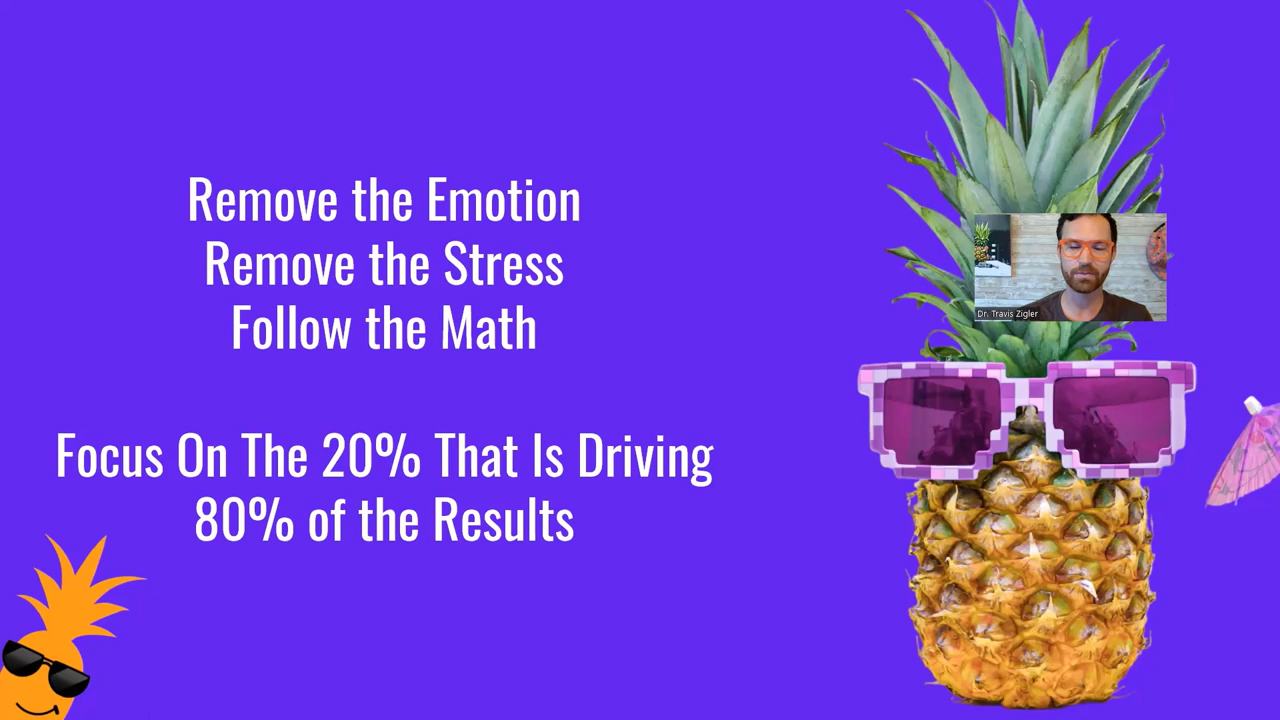 Remove the Emotion
Remove the Stress
Follow the Math
Focus On The 20% That Is Driving
80% of the Results
Dr. Travis Zigler